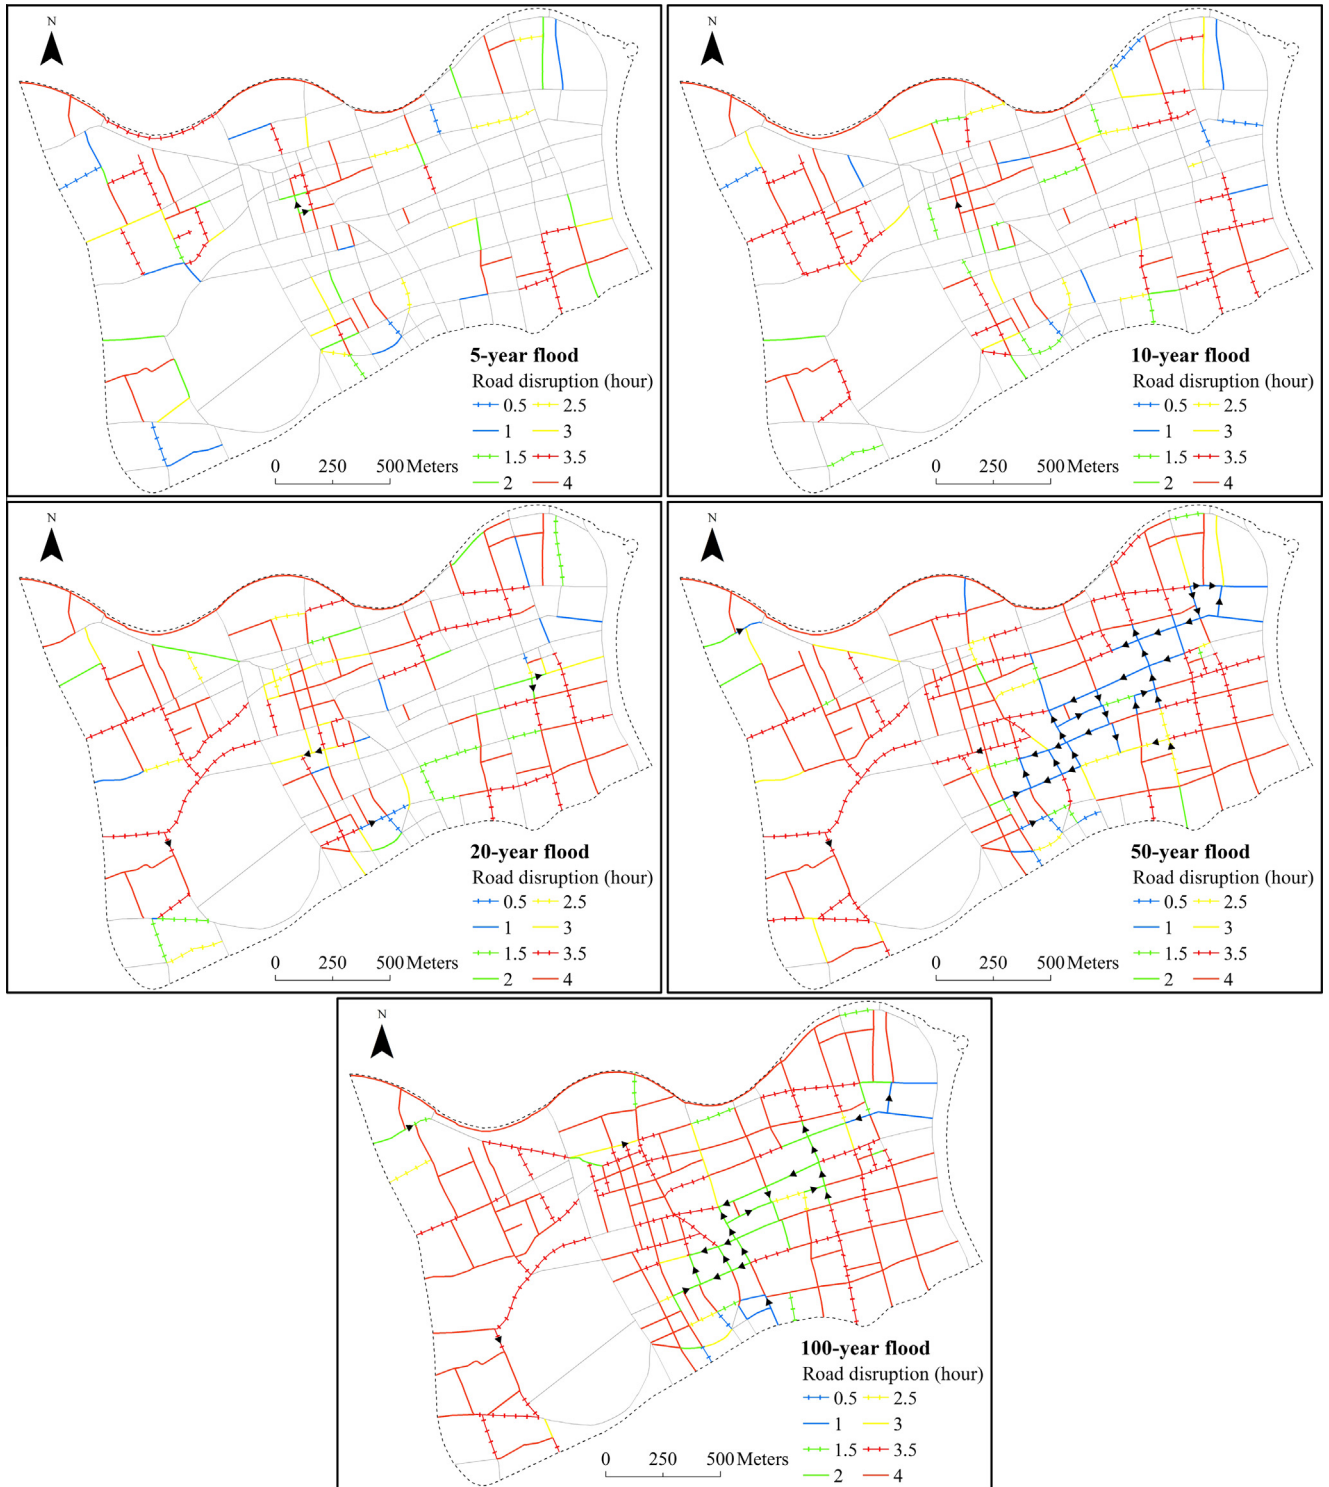 N
5-year flood
Road disruption (hour)
0.5 2.5
1 3
1.5 3.5
2 4
0 250 500 Meters
N
10-year flood
Road disruption (hour)
0.5 2.5
1 3
1.5 3.5
2 4
0 250 500 Meters
N
20-year flood
Road disruption (hour)
0.5 2.5
1 3
1.5 3.5
2 4
0 250 500 Meters
N
50-year flood
Road disruption (hour)
0.5 2.5
1 3
1.5 3.5
2 4
0 250 500 Meters
N
100-year flood
Road disruption (hour)
0.5 2.5
1 3
1.5 3.5
2 4
0 250 500 Meters